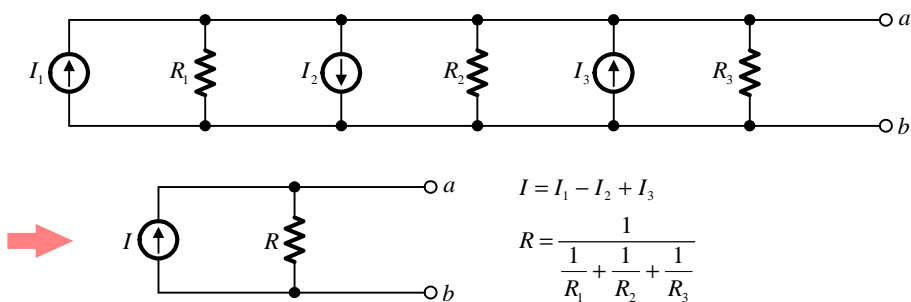 a
I₁ R₁ I₂ R₂ I₃ R₃
b
a
I R
b
I = I₁ − I₂ + I₃
R = 1 / (1/R₁ + 1/R₂ + 1/R₃)